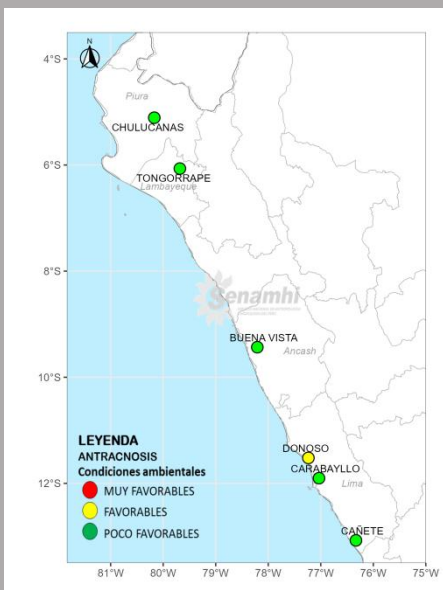 N
4°S
Piura
CHULUCANAS
6°S
TONGORRAPE
Lambayeque
8°S
Senamhi
BUENA VISTA
Ancash
10°S
DONOSO
CARABAYLLO
Lima
12°S
CAÑETE
LEYENDA
ANTRACNOSIS
Condiciones ambientales
MUY FAVORABLES
FAVORABLES
POCO FAVORABLES
81°W 80°W 79°W 78°W 77°W 76°W 75°W